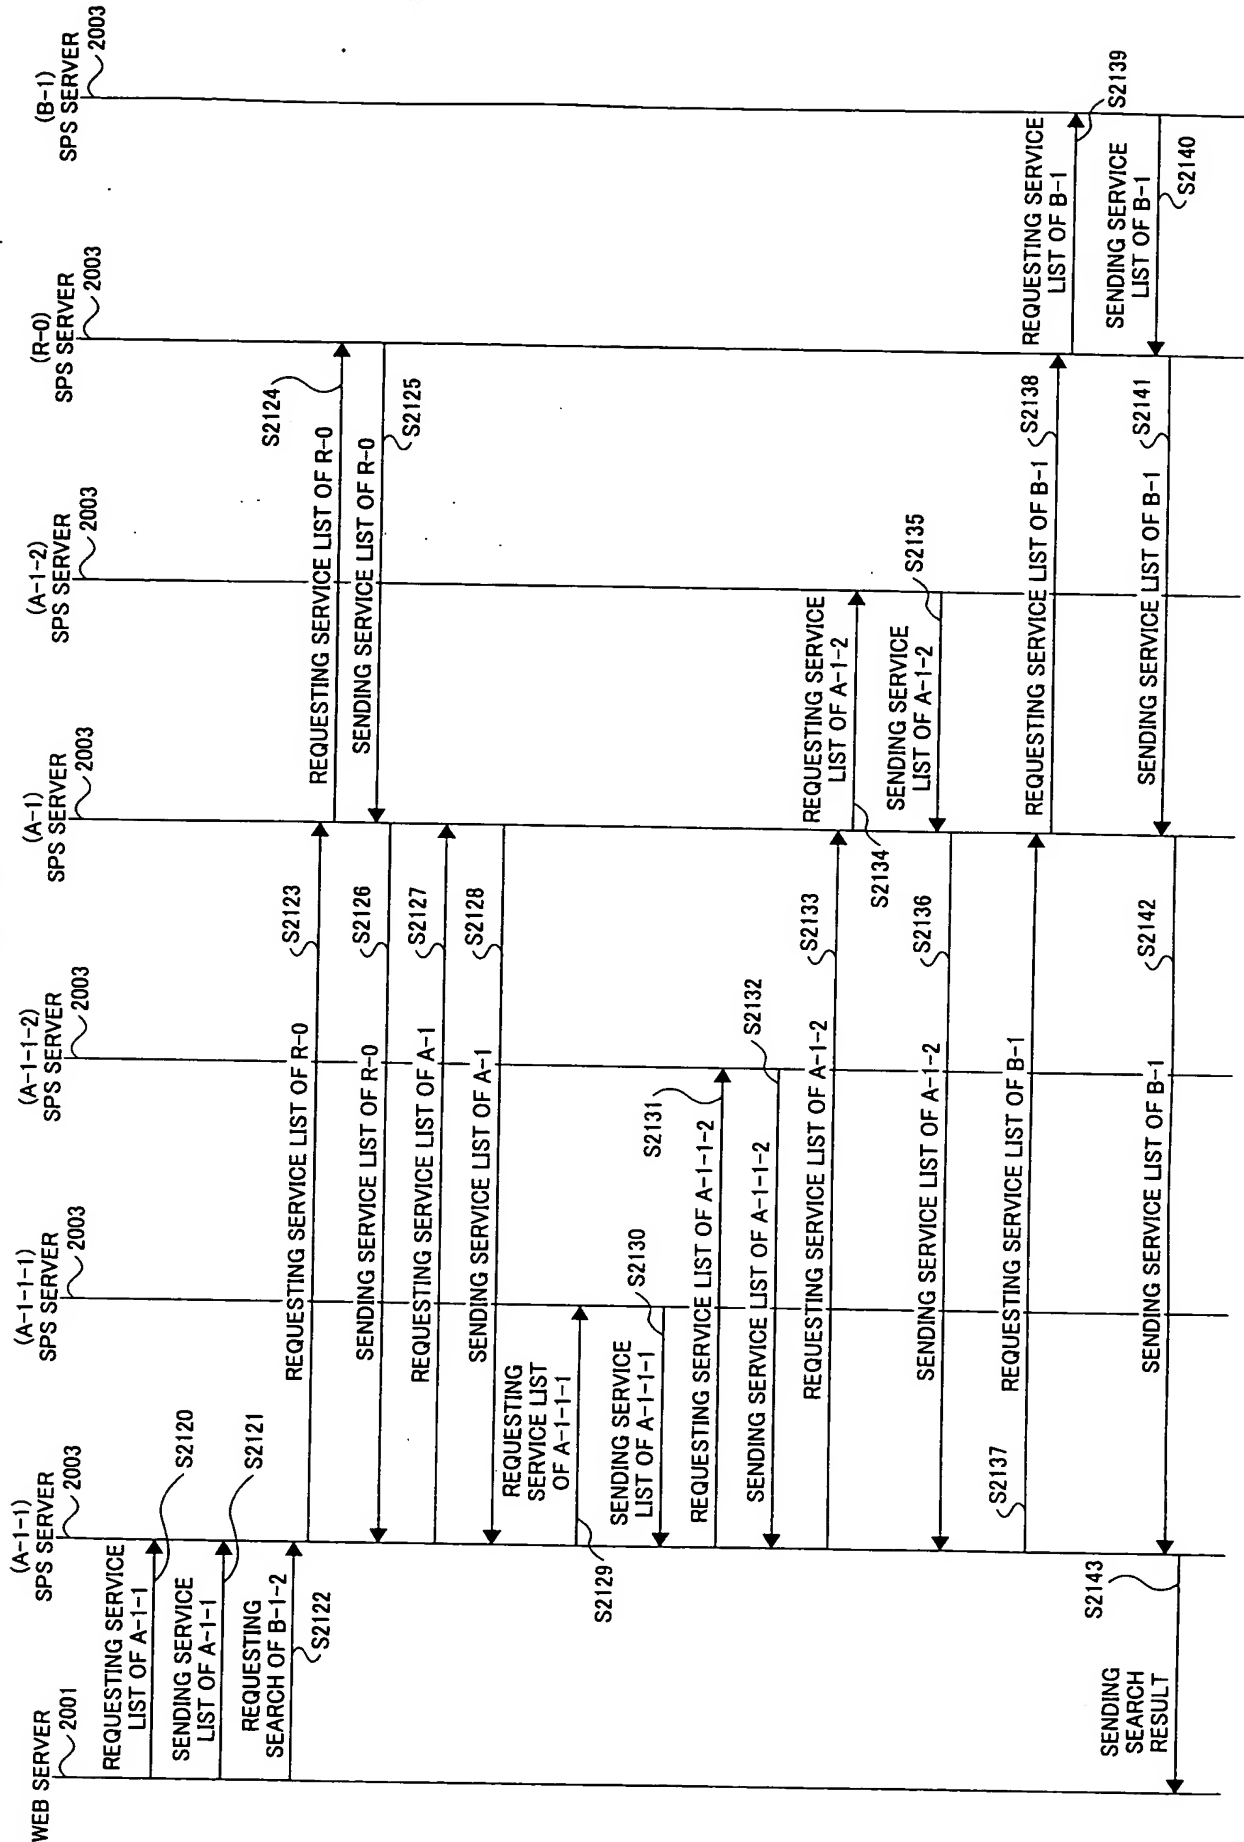 WEB SERVER
2001
(A-1-1)
SPS SERVER
2003
(A-1-1-1)
SPS SERVER
2003
(A-1-1-2)
SPS SERVER
2003
(A-1)
SPS SERVER
2003
(A-1-2)
SPS SERVER
2003
(R-0)
SPS SERVER
2003
(B-1)
SPS SERVER
2003
REQUESTING SERVICE
LIST OF A-1-1
S2120
SENDING SERVICE
LIST OF A-1-1
S2121
REQUESTING
SEARCH OF B-1-2
S2122
REQUESTING SERVICE LIST OF R-0
S2123
REQUESTING SERVICE LIST OF R-0
S2124
SENDING SERVICE LIST OF R-0
S2125
SENDING SERVICE LIST OF R-0
S2126
REQUESTING SERVICE LIST OF A-1
S2127
SENDING SERVICE LIST OF A-1
S2128
REQUESTING
SERVICE LIST
OF A-1-1-1
S2129
SENDING SERVICE
LIST OF A-1-1-1
S2130
REQUESTING SERVICE LIST OF A-1-1-2
S2131
SENDING SERVICE LIST OF A-1-1-2
S2132
REQUESTING SERVICE LIST OF A-1-2
S2133
REQUESTING SERVICE
LIST OF A-1-2
S2134
SENDING SERVICE
LIST OF A-1-2
S2135
SENDING SERVICE LIST OF A-1-2
S2136
REQUESTING SERVICE LIST OF B-1
S2137
REQUESTING SERVICE LIST OF B-1
S2138
REQUESTING SERVICE
LIST OF B-1
S2139
SENDING SERVICE
LIST OF B-1
S2140
SENDING SERVICE LIST OF B-1
S2141
SENDING SERVICE LIST OF B-1
S2142
SENDING
SEARCH
RESULT
S2143